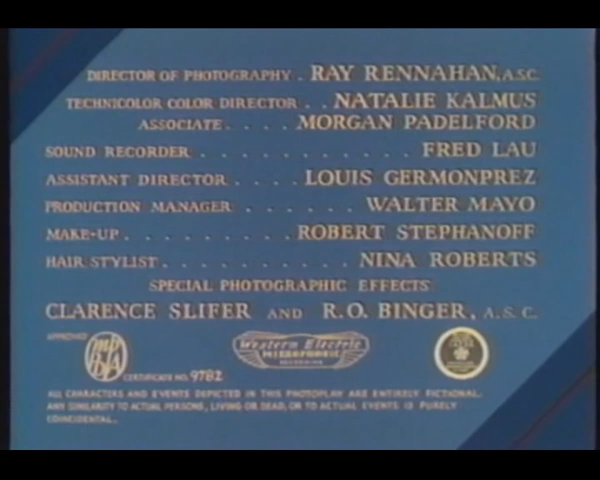 DIRECTOR OF PHOTOGRAPHY . RAY RENNAHAN, A.S.C.
TECHNICOLOR COLOR DIRECTOR . . NATALIE KALMUS
ASSOCIATE . . . . MORGAN PADELFORD
SOUND RECORDER . . . . . . . . . . . FRED LAU
ASSISTANT DIRECTOR . . . . LOUIS GERMONPREZ
PRODUCTION MANAGER . . . . . . WALTER MAYO
MAKE-UP . . . . . . . . . ROBERT STEPHANOFF
HAIR STYLIST . . . . . . . . . . NINA ROBERTS
SPECIAL PHOTOGRAPHIC EFFECTS
CLARENCE SLIFER AND R.O. BINGER, A.S.C.
APPROVED
CERTIFICATE NO. 9782
Western Electric
MIRROPHONIC
RECORDING
ALL CHARACTERS AND EVENTS DEPICTED IN THIS PHOTOPLAY ARE ENTIRELY FICTIONAL.
ANY SIMILARITY TO ACTUAL PERSONS, LIVING OR DEAD, OR TO ACTUAL EVENTS IS PURELY
COINCIDENTAL.